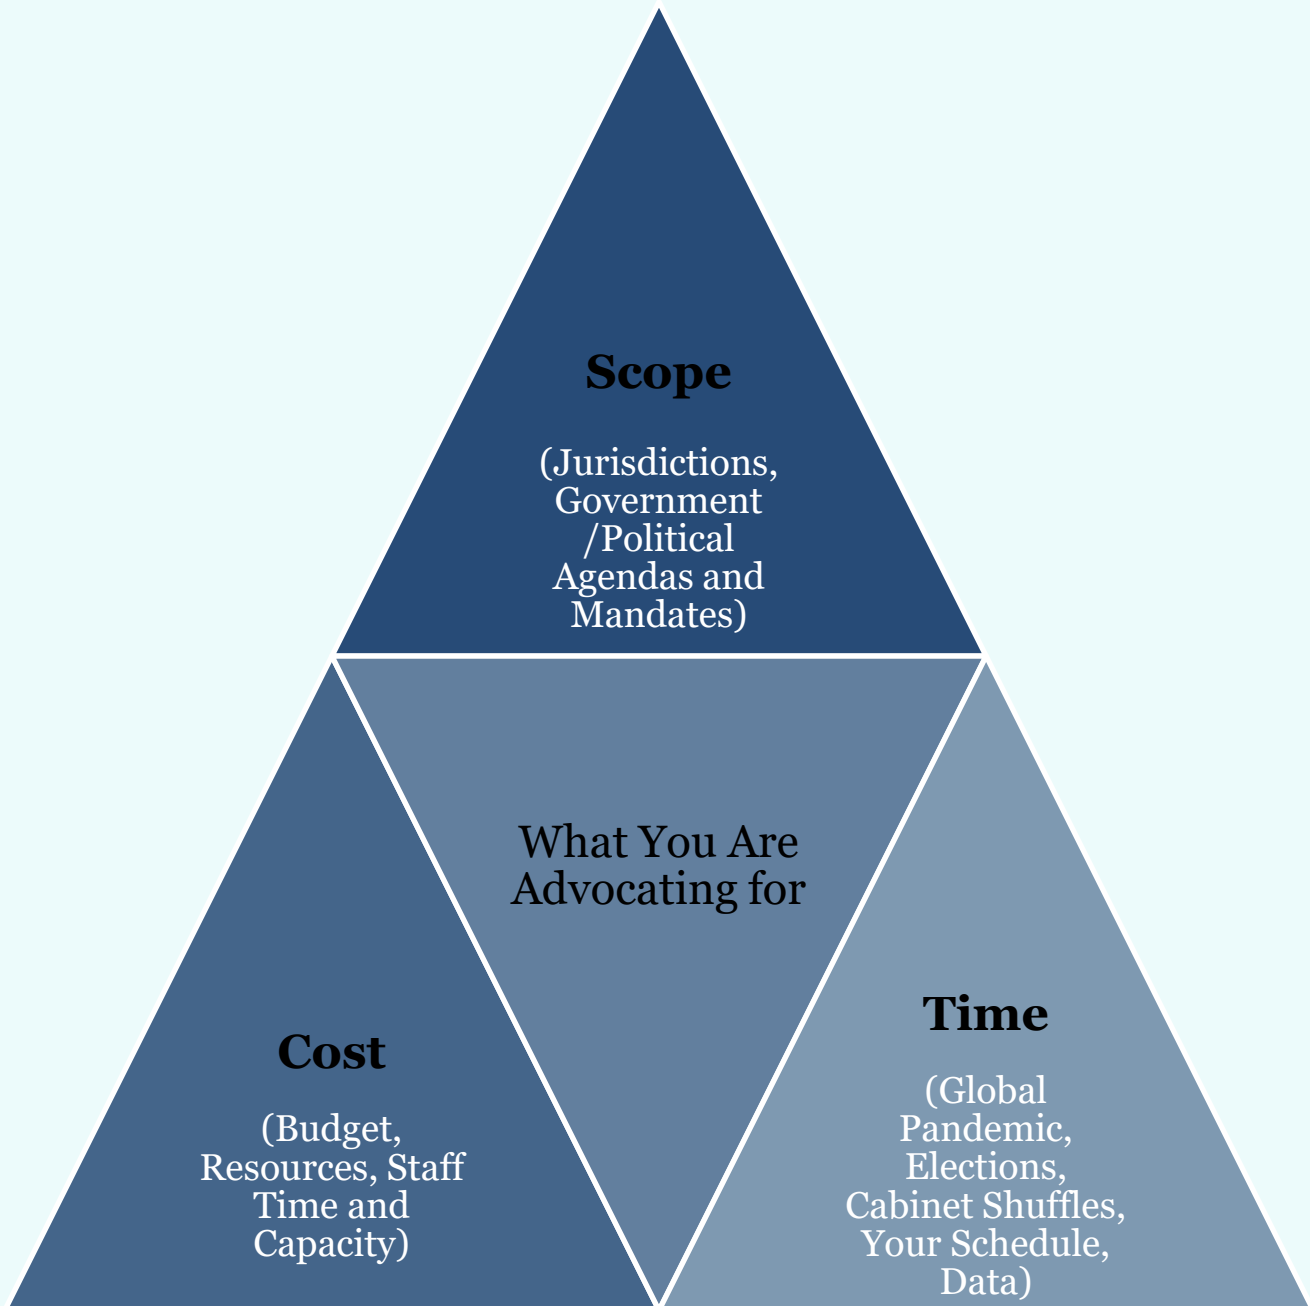 Scope
(Jurisdictions,
Government
/Political
Agendas and
Mandates)
What You Are
Advocating for
Cost
(Budget,
Resources, Staff
Time and
Capacity)
Time
(Global
Pandemic,
Elections,
Cabinet Shuffles,
Your Schedule,
Data)